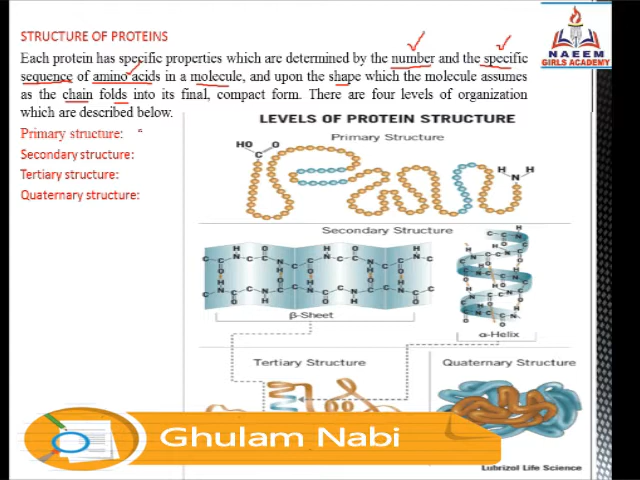 STRUCTURE OF PROTEINS
NAEEM
GIRLS ACADEMY
Each protein has specific properties which are determined by the number and the specific
sequence of amino acids in a molecule, and upon the shape which the molecule assumes
as the chain folds into its final, compact form. There are four levels of organization
which are described below.
LEVELS OF PROTEIN STRUCTURE
Primary structure:
Primary Structure
Secondary structure:
Tertiary structure:
Quaternary structure:
HO O
C
H H
N
Secondary Structure
β-Sheet
α-Helix
Tertiary Structure
Quaternary Structure
Ghulam Nabi
Lubrizol Life Science